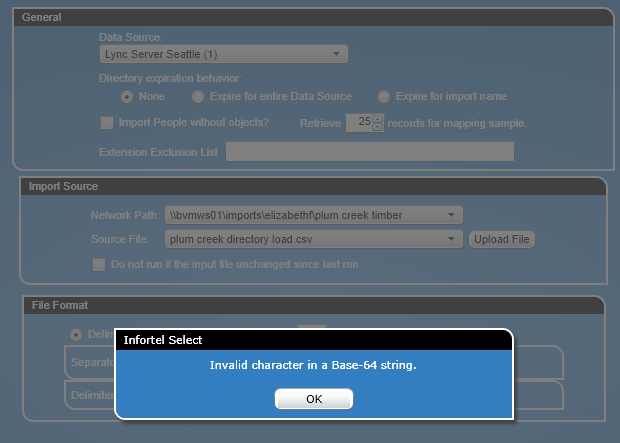 General
Data Source:
Lync Server Seattle (1)
Directory expiration behavior:
None Expire for entire Data Source Expire for import name
Import People without objects? Retrieve 25 records for mapping sample.
Extension Exclusion List
Import Source
Network Path: \\bvmws01\imports\elizabethf\plum creek timber
Source File: plum creek directory load.csv Upload File
Do not run if the input file unchanged since last run.
File Format
Infortel Select
Invalid character in a Base-64 string.
OK